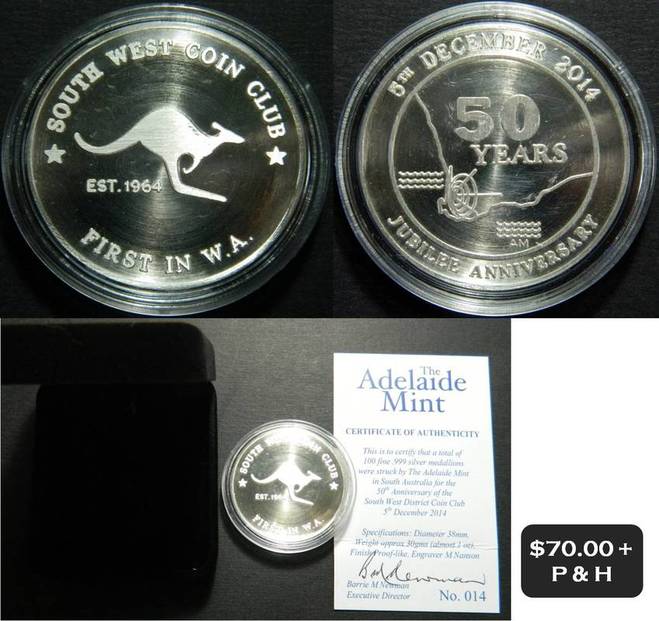 SOUTH WEST COIN CLUB
EST. 1964
FIRST IN W.A.
5TH DECEMBER 2014
50
YEARS
AM
JUBILEE ANNIVERSARY
SOUTH WEST COIN CLUB
EST. 1964
FIRST IN W.A.
The
Adelaide
Mint
CERTIFICATE OF AUTHENTICITY
This is to certify that a total of
100 fine .999 silver medallions
were struck by The Adelaide Mint
in South Australia for the
50th Anniversary of the
South West District Coin Club
5th December 2014
Specifications: Diameter 38mm.
Weight approx 30gms (almost 1 oz).
Finish Proof-like. Engraver M Nanson
Barrie M Newman
Executive Director
No. 014
$70.00 +
P & H